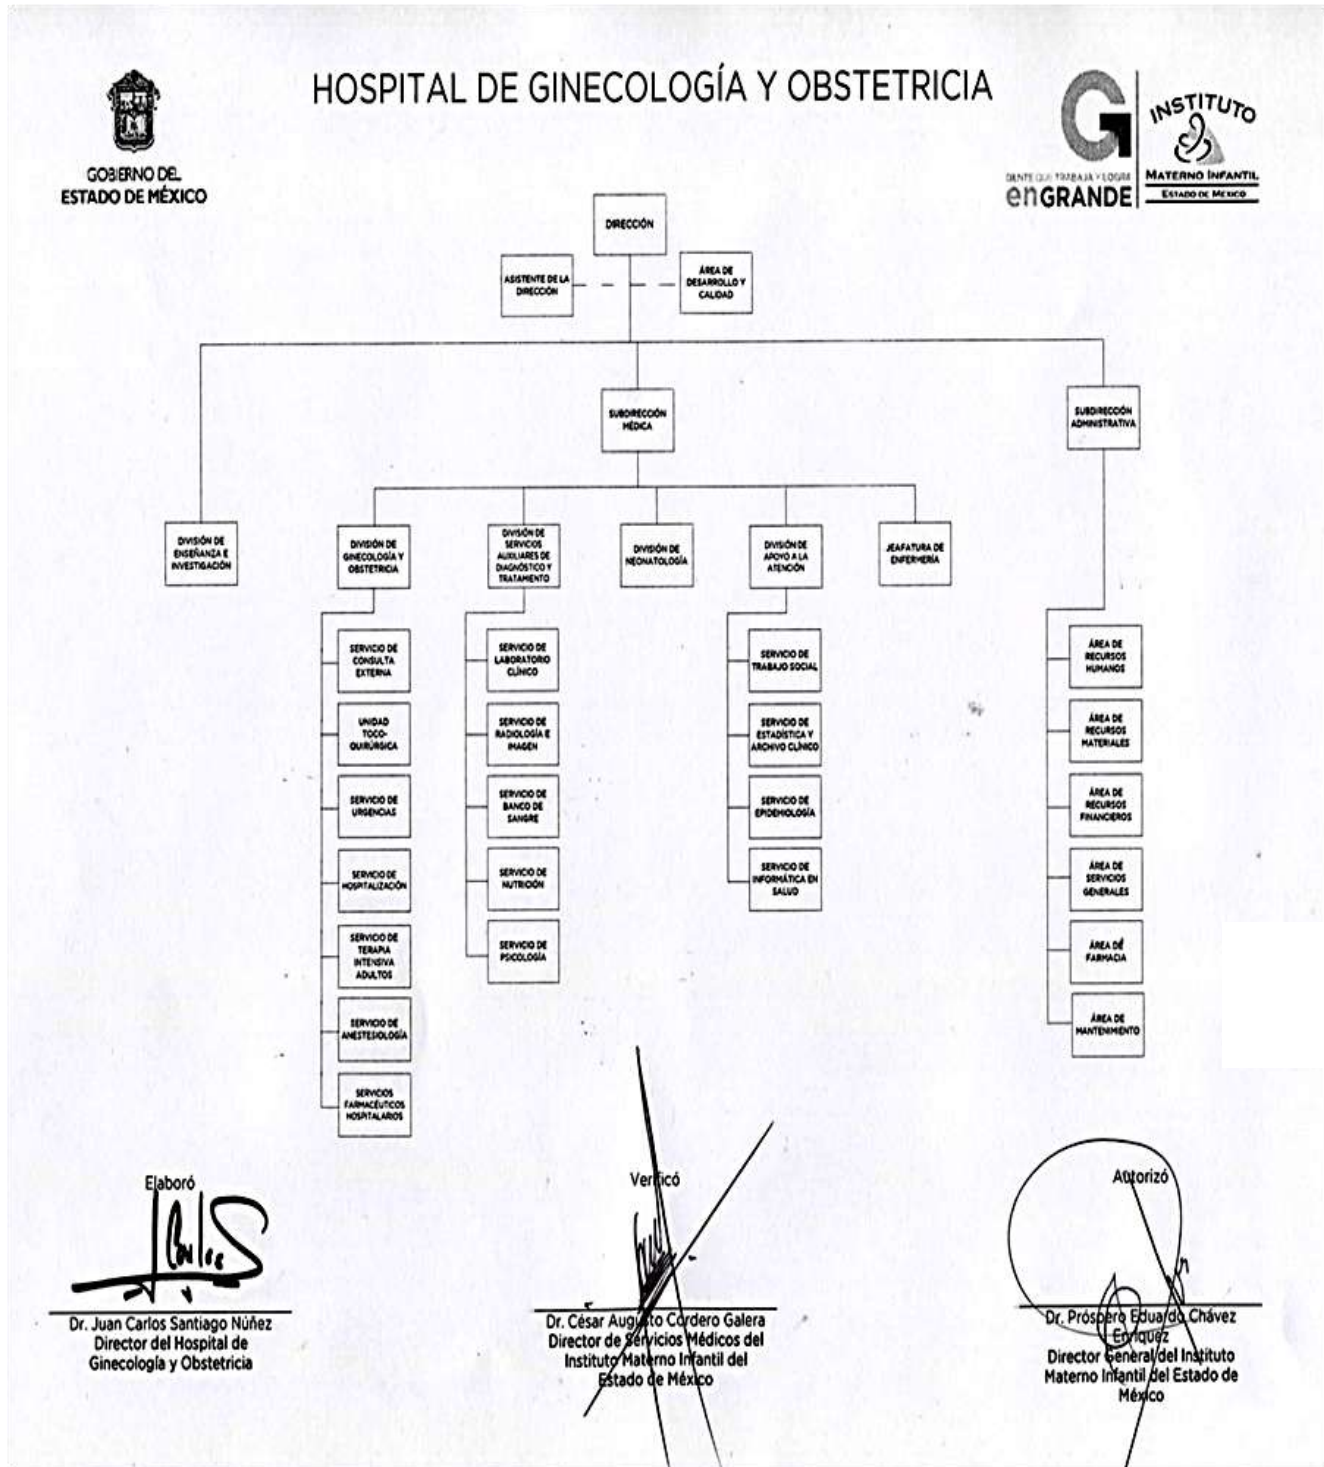 HOSPITAL DE GINECOLOGÍA Y OBSTETRICIA
GOBIERNO DEL
ESTADO DE MÉXICO
GENTE QUE TRABAJA Y LOGRA
enGRANDE
INSTITUTO
MATERNO INFANTIL
ESTADO DE MÉXICO
DIRECCIÓN
ASISTENTE DE LA
DIRECCIÓN
ÁREA DE
DESARROLLO Y
CALIDAD
SUBDIRECCIÓN
MÉDICA
SUBDIRECCIÓN
ADMINISTRATIVA
DIVISIÓN DE
ENSEÑANZA E
INVESTIGACIÓN
DIVISIÓN DE
GINECOLOGÍA Y
OBSTETRICIA
DIVISIÓN DE
SERVICIOS
AUXILIARES DE
DIAGNÓSTICO Y
TRATAMIENTO
DIVISIÓN DE
NEONATOLOGÍA
DIVISIÓN DE
APOYO A LA
ATENCIÓN
JEAFATURA DE
ENFERMERÍA
SERVICIO DE
CONSULTA
EXTERNA
UNIDAD
TOCO-
QUIRÚRGICA
SERVICIO DE
URGENCIAS
SERVICIO DE
HOSPITALIZACIÓN
SERVICIO DE
TERAPIA
INTENSIVA
ADULTOS
SERVICIO DE
ANESTESIOLOGÍA
SERVICIOS
FARMACÉUTICOS
HOSPITALARIOS
SERVICIO DE
LABORATORIO
CLÍNICO
SERVICIO DE
RADIOLOGÍA E
IMAGEN
SERVICIO DE
BANCO DE
SANGRE
SERVICIO DE
NUTRICIÓN
SERVICIO DE
PSICOLOGÍA
SERVICIO DE
TRABAJO SOCIAL
SERVICIO DE
ESTADÍSTICA Y
ARCHIVO CLÍNICO
SERVICIO DE
EPIDEMIOLOGÍA
SERVICIO DE
INFORMÁTICA EN
SALUD
ÁREA DE
RECURSOS
HUMANOS
ÁREA DE
RECURSOS
MATERIALES
ÁREA DE
RECURSOS
FINANCIEROS
ÁREA DE
SERVICIOS
GENERALES
ÁREA DE
FARMACIA
ÁREA DE
MANTENIMIENTO
Elaboró
Dr. Juan Carlos Santiago Núñez
Director del Hospital de
Ginecología y Obstetricia
Verificó
Dr. César Augusto Cordero Galera
Director de Servicios Médicos del
Instituto Materno Infantil del
Estado de México
Autorizó
Dr. Próspero Eduardo Chávez
Enríquez
Director General del Instituto
Materno Infantil del Estado de
México